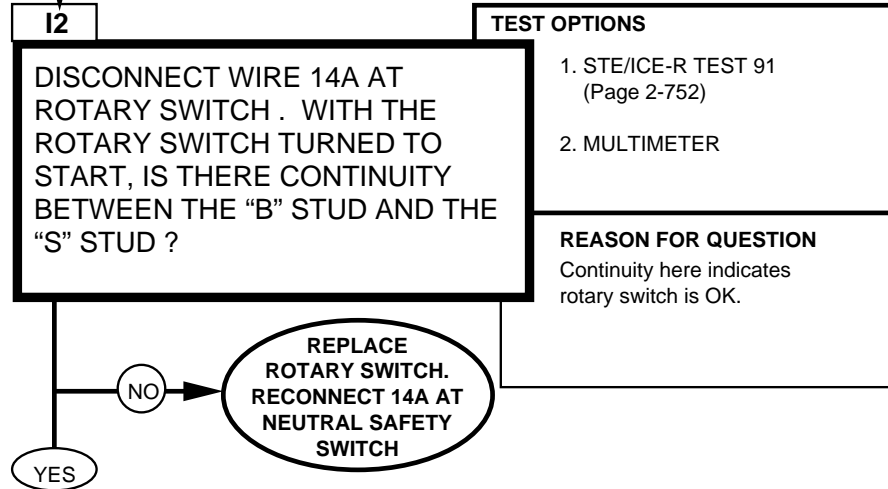 I2
DISCONNECT WIRE 14A AT
ROTARY SWITCH . WITH THE
ROTARY SWITCH TURNED TO
START, IS THERE CONTINUITY
BETWEEN THE “B” STUD AND THE
“S” STUD ?
TEST OPTIONS
1. STE/ICE-R TEST 91
(Page 2-752)
2. MULTIMETER
REASON FOR QUESTION
Continuity here indicates
rotary switch is OK.
NO
REPLACE
ROTARY SWITCH.
RECONNECT 14A AT
NEUTRAL SAFETY
SWITCH
YES